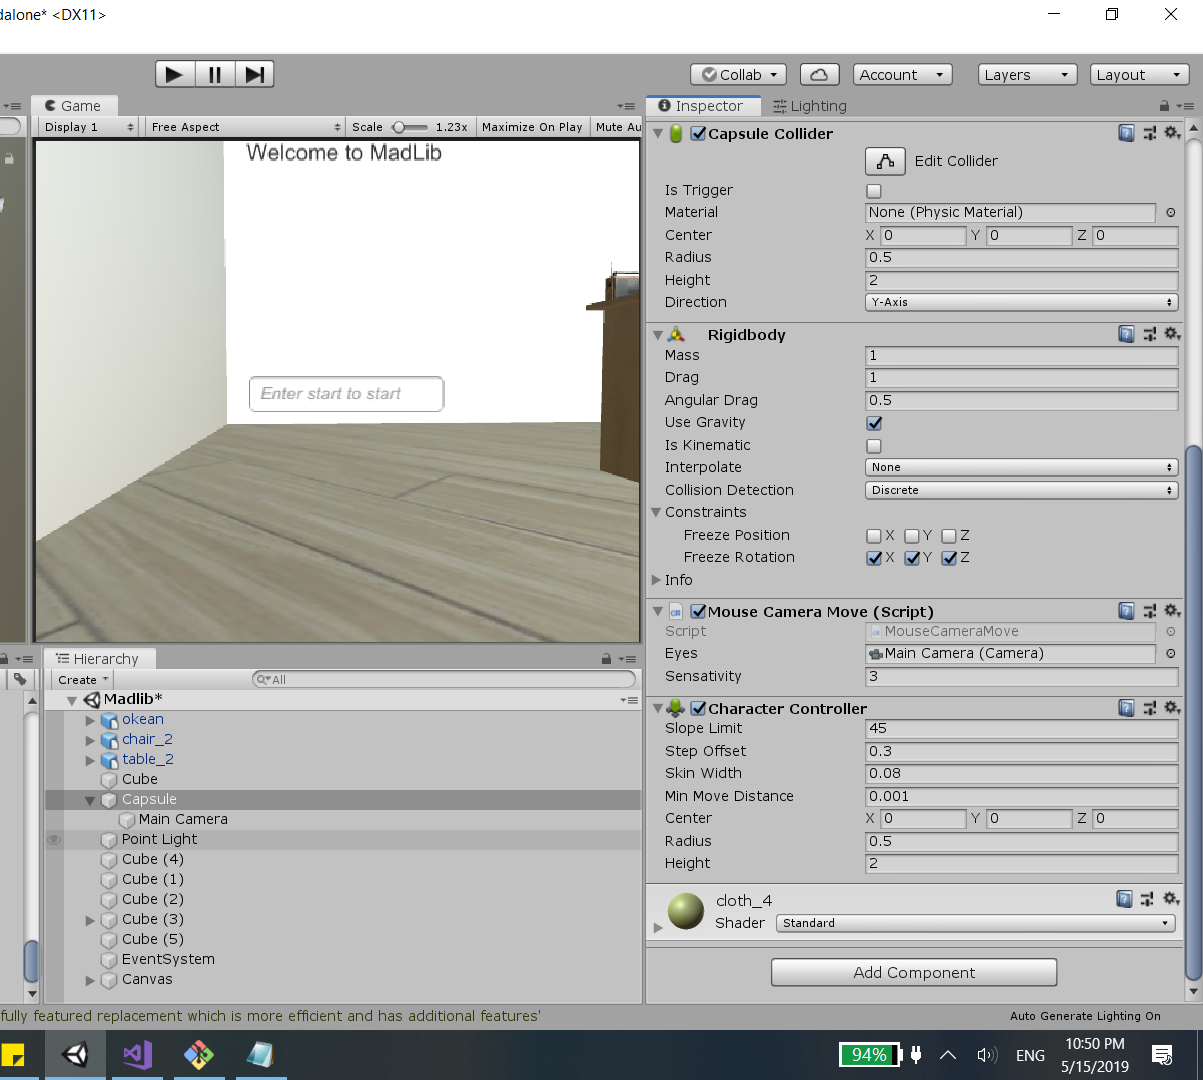 dalone* <DX11>
Collab
Account
Layers
Layout
Game
Display 1
Free Aspect
Scale
1.23x
Maximize On Play
Mute Au
Welcome to MadLib
Enter start to start
Hierarchy
Create
All
Madlib*
okean
chair_2
table_2
Cube
Capsule
Main Camera
Point Light
Cube (4)
Cube (1)
Cube (2)
Cube (3)
Cube (5)
EventSystem
Canvas
Inspector
Lighting
Capsule Collider
Edit Collider
Is Trigger
Material None (Physic Material)
Center X 0 Y 0 Z 0
Radius 0.5
Height 2
Direction Y-Axis
Rigidbody
Mass 1
Drag 1
Angular Drag 0.5
Use Gravity
Is Kinematic
Interpolate None
Collision Detection Discrete
Constraints
Freeze Position X Y Z
Freeze Rotation X Y Z
Info
Mouse Camera Move (Script)
Script MouseCameraMove
Eyes Main Camera (Camera)
Sensativity 3
Character Controller
Slope Limit 45
Step Offset 0.3
Skin Width 0.08
Min Move Distance 0.001
Center X 0 Y 0 Z 0
Radius 0.5
Height 2
cloth_4
Shader Standard
Add Component
fully featured replacement which is more efficient and has additional features'
Auto Generate Lighting On
94%
ENG
10:50 PM
5/15/2019